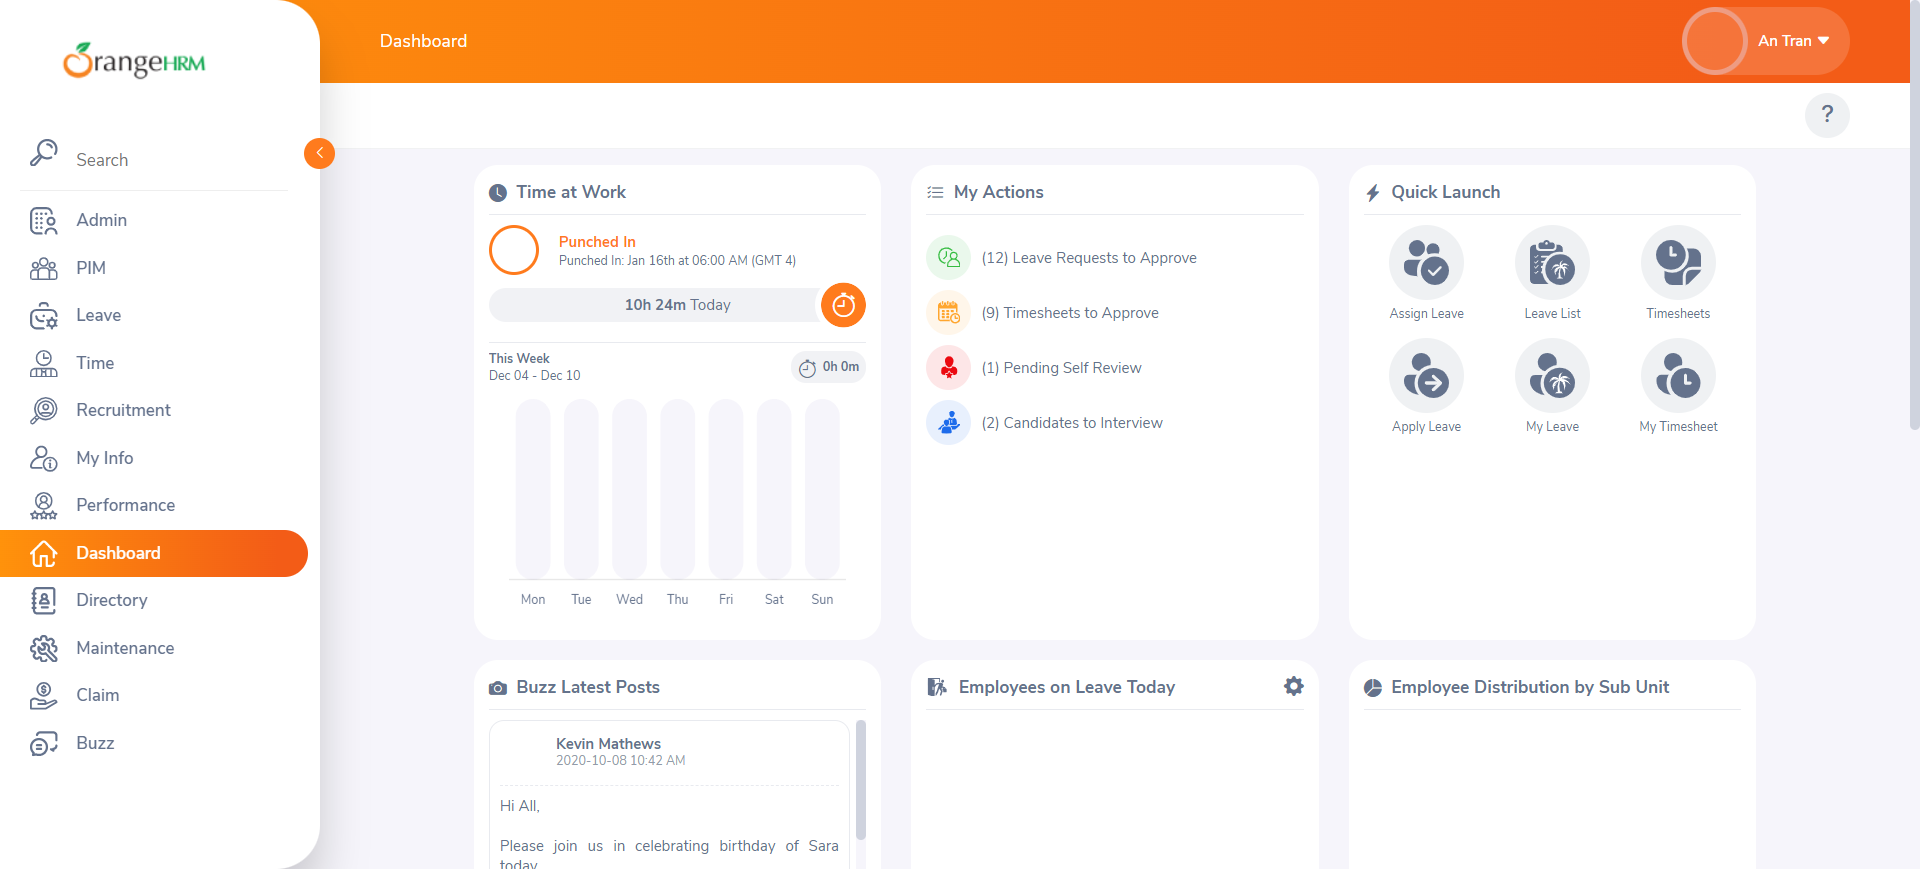 OrangeHRM
Search
Admin
PIM
Leave
Time
Recruitment
My Info
Performance
Dashboard
Directory
Maintenance
Claim
Buzz
Dashboard
An Tran
?
Time at Work
Punched In
Punched In: Jan 16th at 06:00 AM (GMT 4)
10h 24m Today
This Week
Dec 04 - Dec 10
0h 0m
Mon Tue Wed Thu Fri Sat Sun
My Actions
(12) Leave Requests to Approve
(9) Timesheets to Approve
(1) Pending Self Review
(2) Candidates to Interview
Quick Launch
Assign Leave Leave List Timesheets
Apply Leave My Leave My Timesheet
Buzz Latest Posts
Kevin Mathews
2020-10-08 10:42 AM
Hi All,
Please join us in celebrating birthday of Sara
today
Employees on Leave Today
Employee Distribution by Sub Unit